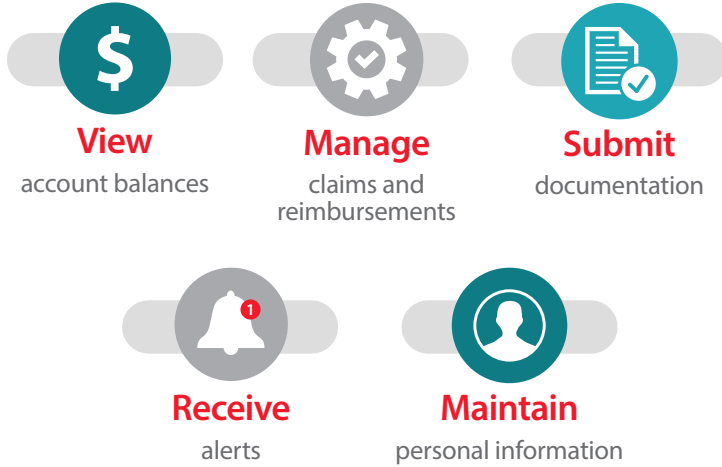 $
View
account balances
Manage
claims and
reimbursements
Submit
documentation
1
Receive
alerts
Maintain
personal information